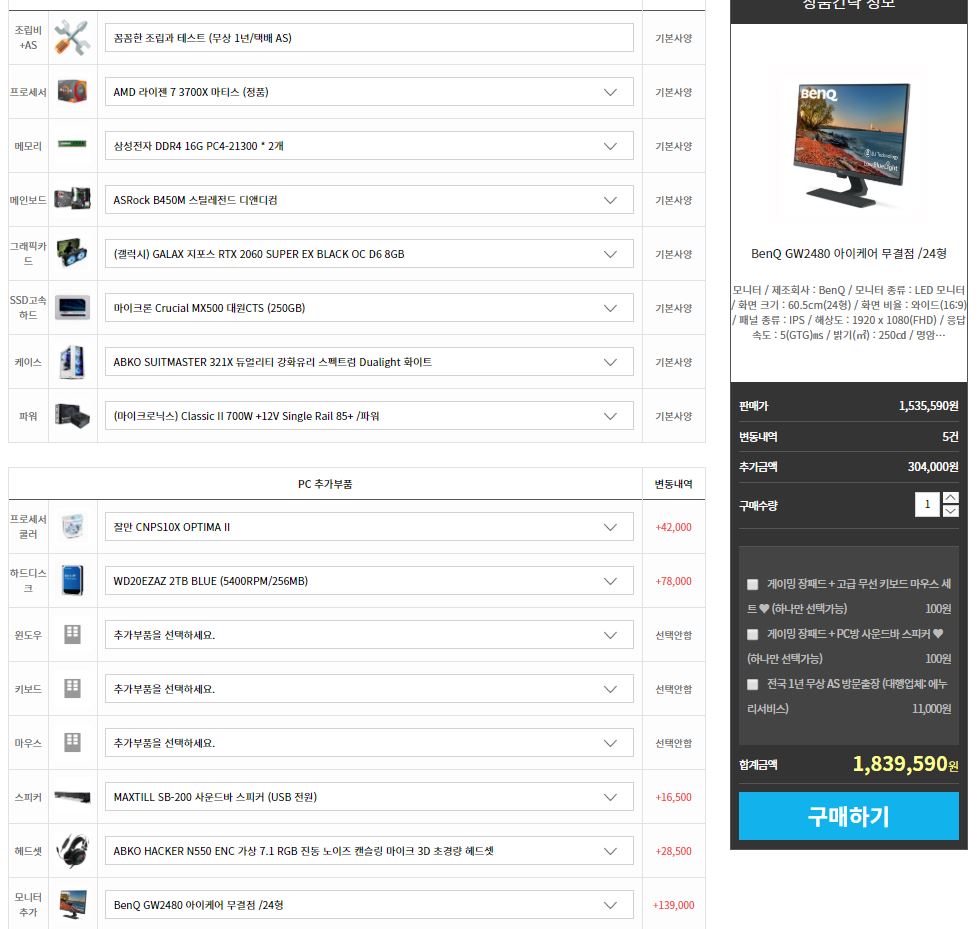 상품간략 정보
조립비
+AS
꼼꼼한 조립과 테스트 (무상 1년/택배 AS)
기본사양
프로세서
AMD 라이젠 7 3700X 마티스 (정품)
기본사양
메모리
삼성전자 DDR4 16G PC4-21300 * 2개
기본사양
메인보드
ASRock B450M 스틸레전드 디앤디컴
기본사양
그래픽카
드
(갤럭시) GALAX 지포스 RTX 2060 SUPER EX BLACK OC D6 8GB
기본사양
SSD고속
하드
마이크론 Crucial MX500 대원CTS (250GB)
기본사양
케이스
ABKO SUITMASTER 321X 듀얼리티 강화유리 스펙트럼 Dualight 화이트
기본사양
파워
(마이크로닉스) Classic II 700W +12V Single Rail 85+ /파워
기본사양
PC 추가부품
변동내역
프로세서
쿨러
잘만 CNPS10X OPTIMA II
+42,000
하드디스
크
WD20EZAZ 2TB BLUE (5400RPM/256MB)
+78,000
윈도우
추가부품을 선택하세요.
선택안함
키보드
추가부품을 선택하세요.
선택안함
마우스
추가부품을 선택하세요.
선택안함
스피커
MAXTILL SB-200 사운드바 스피커 (USB 전원)
+16,500
헤드셋
ABKO HACKER N550 ENC 가상 7.1 RGB 진동 노이즈 캔슬링 마이크 3D 초경량 헤드셋
+28,500
모니터
추가
BenQ GW2480 아이케어 무결점 /24형
+139,000
BenQ
BenQ GW2480 아이케어 무결점 /24형
모니터 / 제조회사 : BenQ / 모니터 종류 : LED 모니터
/ 화면 크기 : 60.5cm(24형) / 화면 비율 : 와이드(16:9)
/ 패널 종류 : IPS / 해상도 : 1920 x 1080(FHD) / 응답
속도 : 5(GTG)㎳ / 밝기(㎡) : 250㏅ / 명암…
판매가
1,535,590원
변동내역
5건
추가금액
304,000원
구매수량
1
게이밍 장패드 + 고급 무선 키보드 마우스 세
트 ♥ (하나만 선택가능) 100원
게이밍 장패드 + PC방 사운드바 스피커 ♥
(하나만 선택가능) 100원
전국 1년 무상 AS 방문출장 (대행업체: 에누
리서비스) 11,000원
합계금액
1,839,590원
구매하기